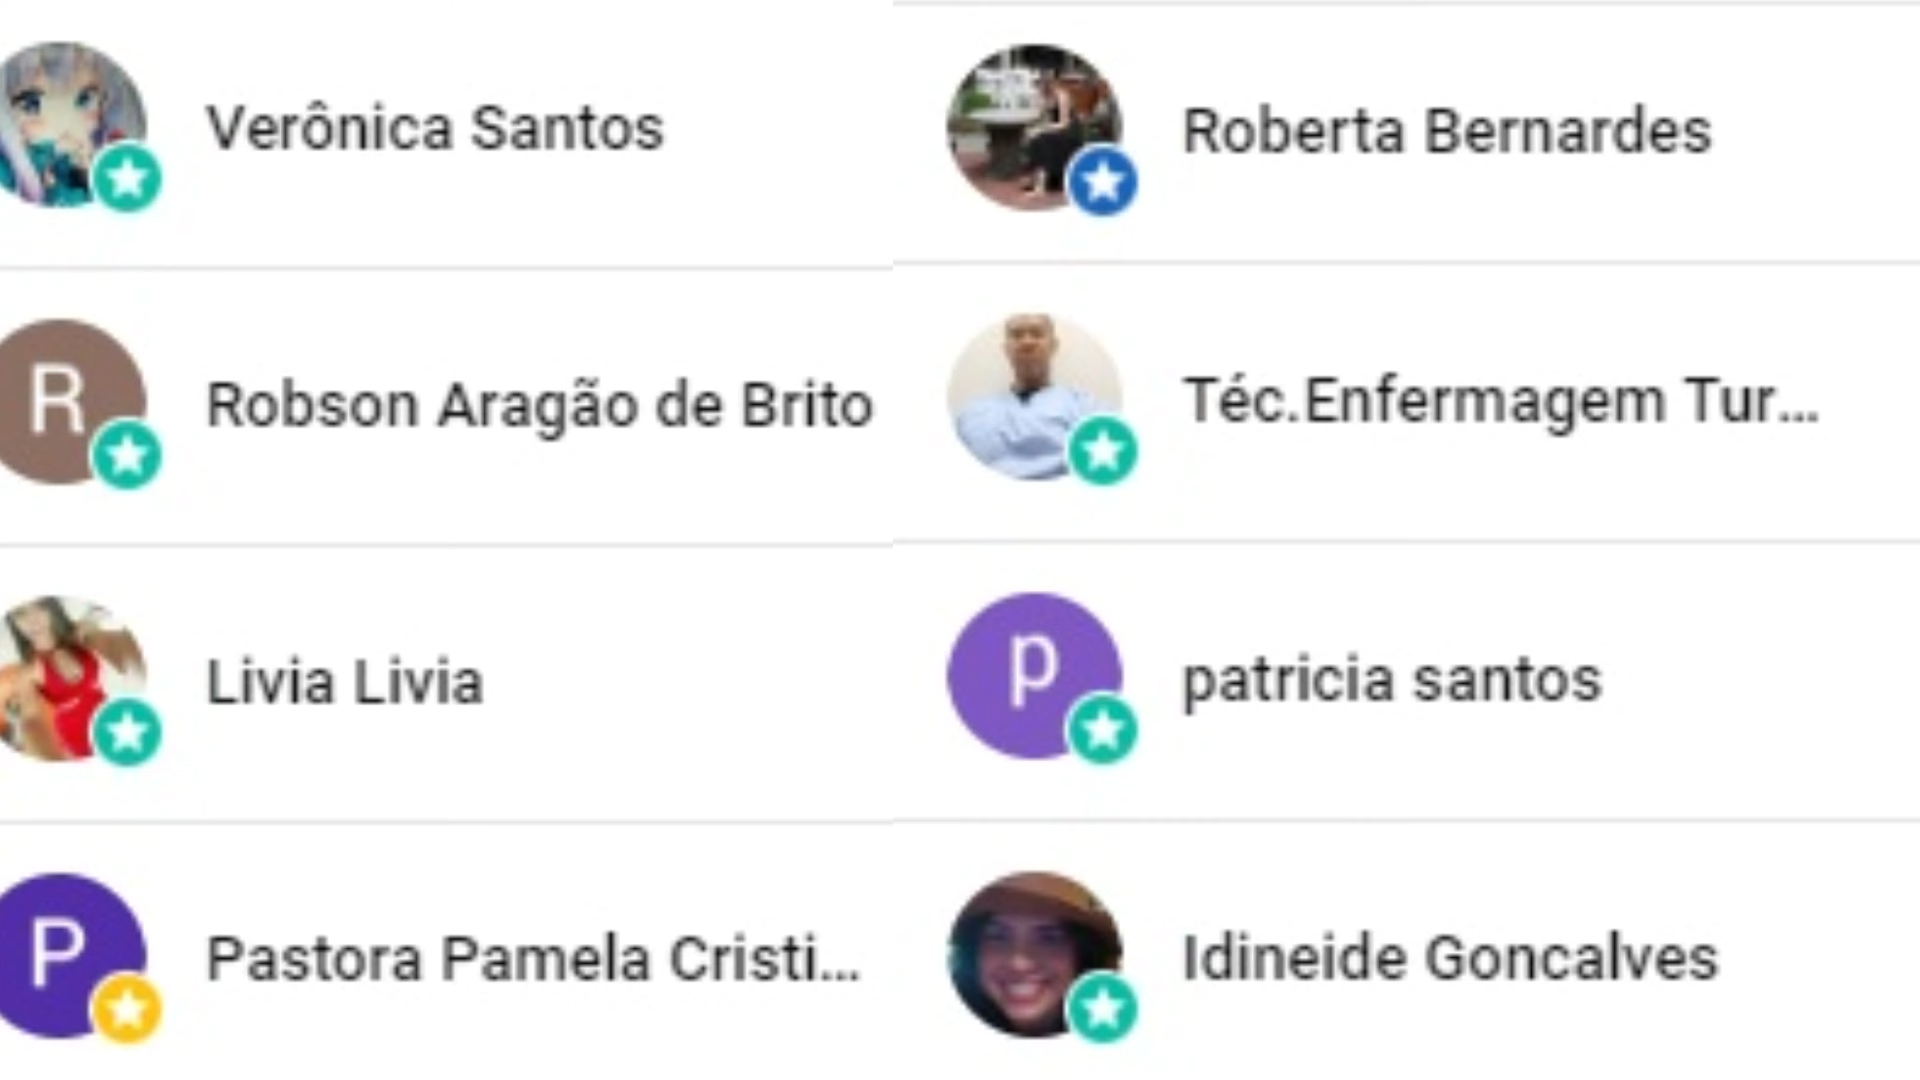 Verônica Santos
R
Robson Aragão de Brito
Livia Livia
P
Pastora Pamela Cristi...
Roberta Bernardes
Téc.Enfermagem Tur...
p
patricia santos
Idineide Goncalves